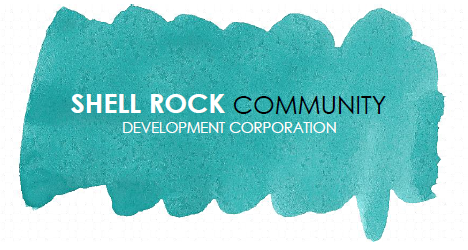 SHELL ROCK COMMUNITY
DEVELOPMENT CORPORATION